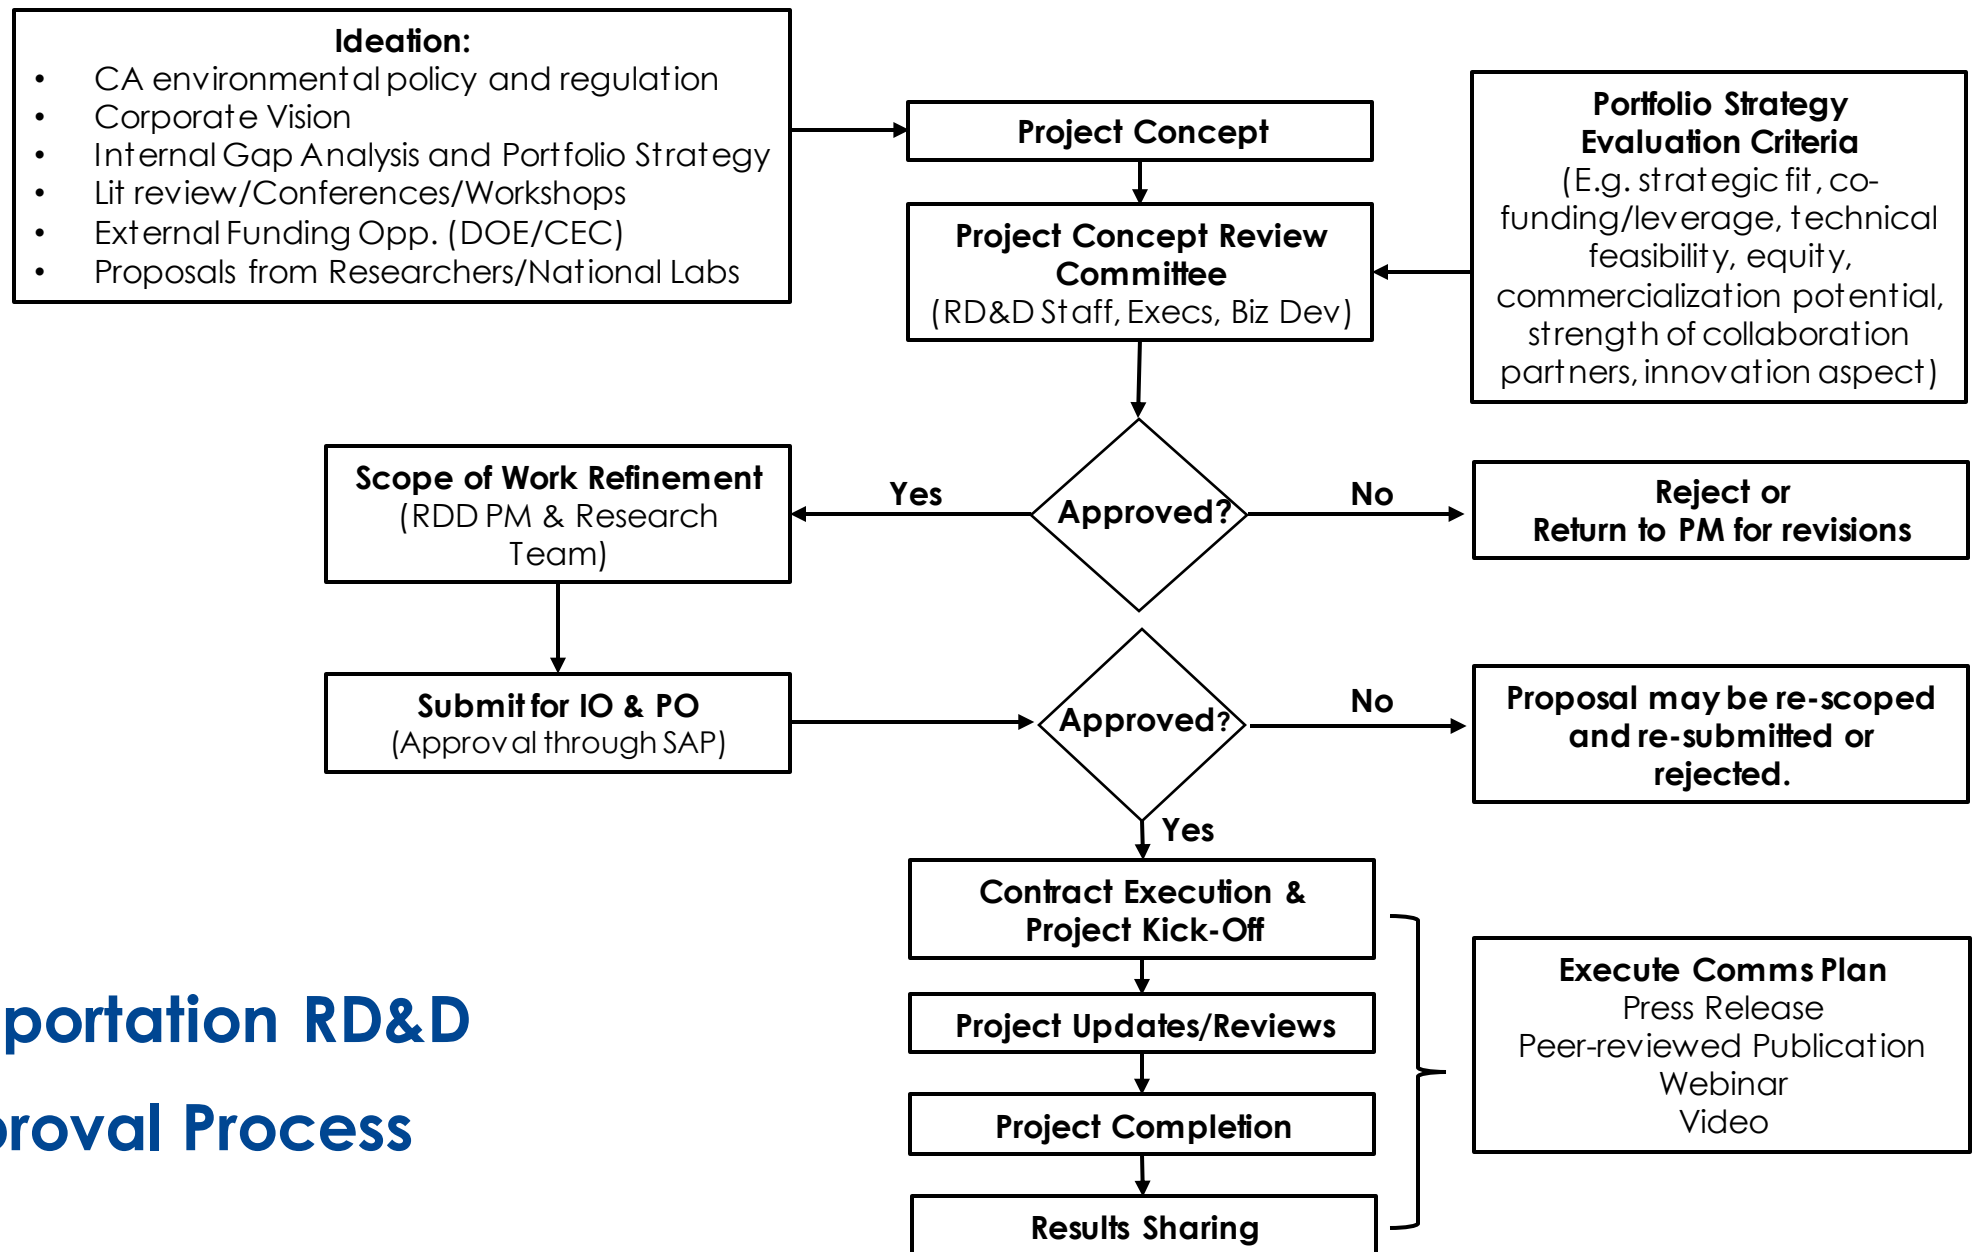 Ideation:
• CA environmental policy and regulation
• Corporate Vision
• Internal Gap Analysis and Portfolio Strategy
• Lit review/Conferences/Workshops
• External Funding Opp. (DOE/CEC)
• Proposals from Researchers/National Labs
Project Concept
Project Concept Review
Committee
(RD&D Staff, Execs, Biz Dev)
Portfolio Strategy
Evaluation Criteria
(E.g. strategic fit, co-
funding/leverage, technical
feasibility, equity,
commercialization potential,
strength of collaboration
partners, innovation aspect)
Approved?
Yes
No
Scope of Work Refinement
(RDD PM & Research
Team)
Reject or
Return to PM for revisions
Submit for IO & PO
(Approval through SAP)
Approved?
No
Yes
Proposal may be re-scoped
and re-submitted or
rejected.
Contract Execution &
Project Kick-Off
Project Updates/Reviews
Project Completion
Results Sharing
Execute Comms Plan
Press Release
Peer-reviewed Publication
Webinar
Video
portation RD&D
proval Process